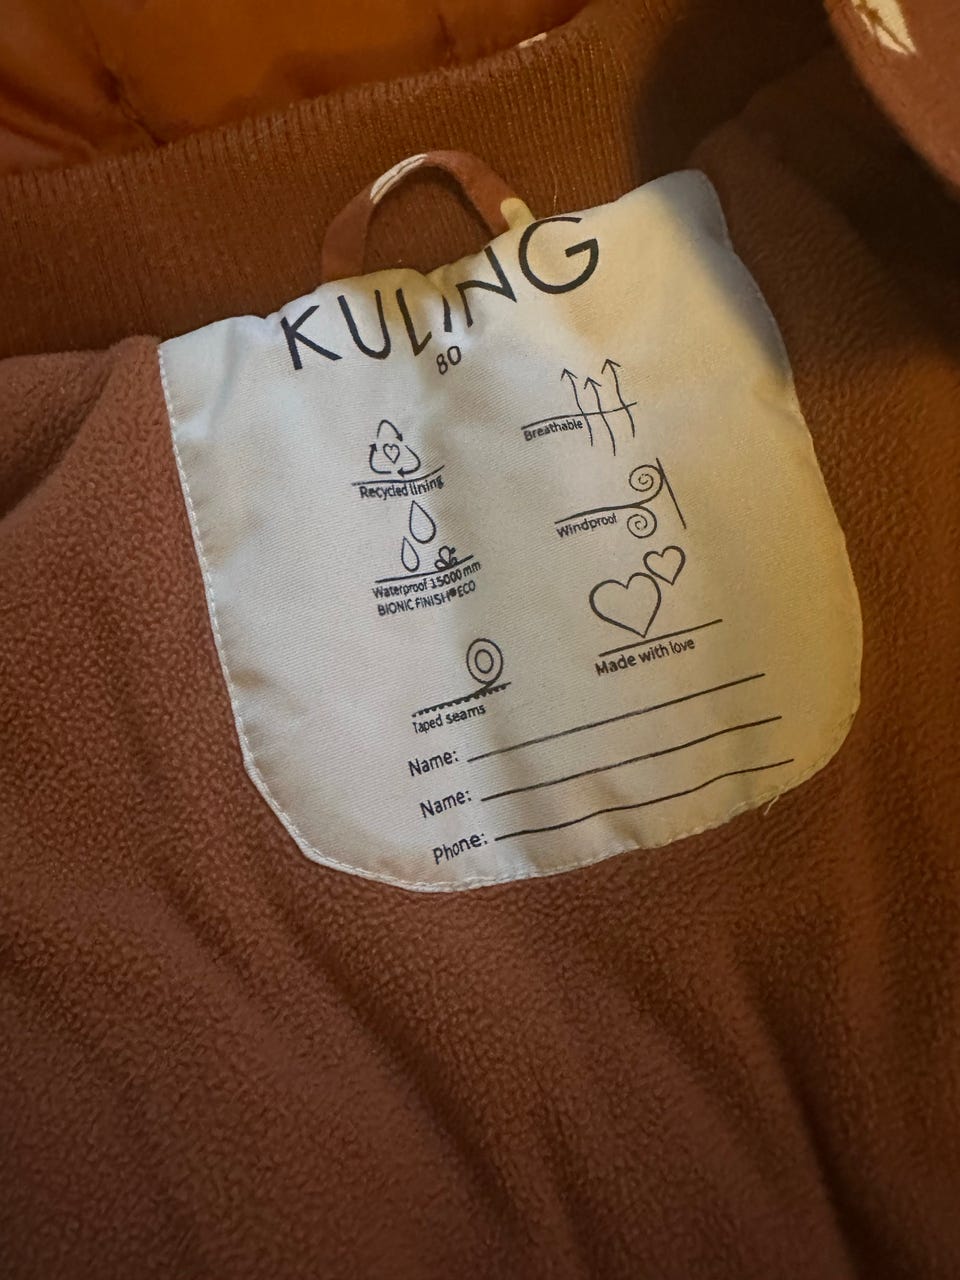 KULING
80
Recycled lining
Breathable
Waterproof 15000 mm
BIONIC FINISH®ECO
Windproof
Taped seams
Made with love
Name:
Name:
Phone: